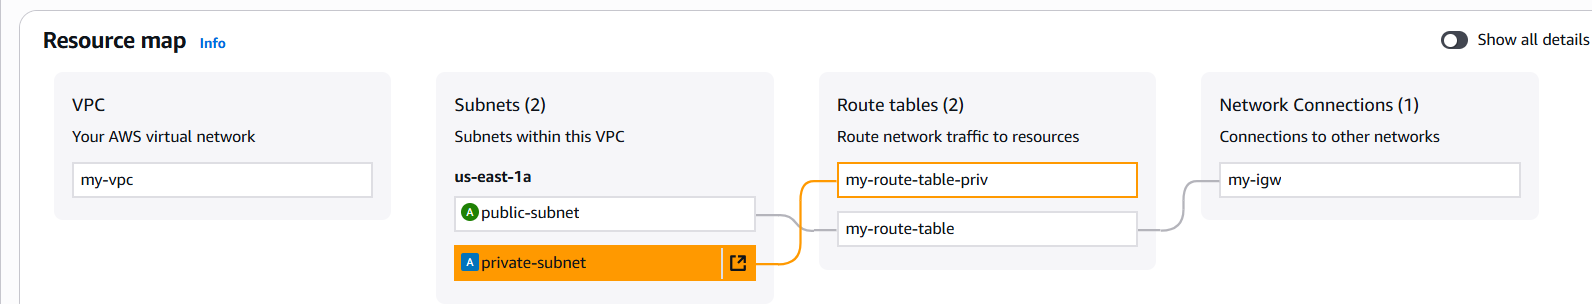 Resource map Info
Show all details
VPC
Your AWS virtual network
my-vpc
Subnets (2)
Subnets within this VPC
us-east-1a
A public-subnet
A private-subnet
Route tables (2)
Route network traffic to resources
my-route-table-priv
my-route-table
Network Connections (1)
Connections to other networks
my-igw